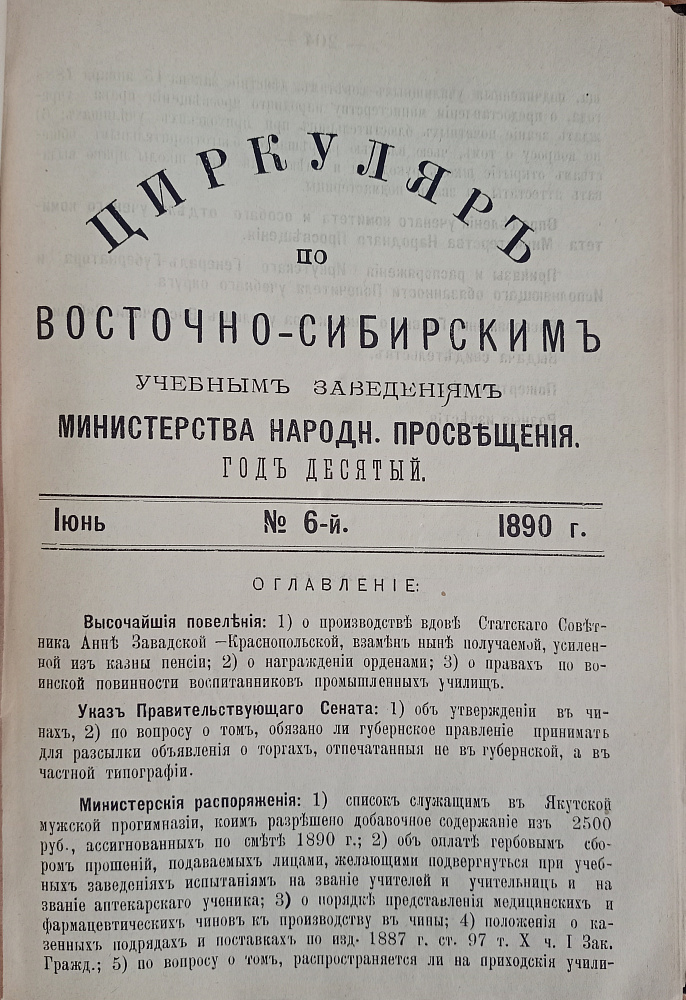 ЦИРКУЛЯРЪ
ПО
ВОСТОЧНО-СИБИРСКИМЪ
УЧЕБНЫМЪ ЗАВЕДЕНІЯМЪ
МИНИСТЕРСТВА НАРОДН. ПРОСВѢЩЕНІЯ.
ГОДЪ ДЕСЯТЫЙ.
Іюнь № 6-й. 1890 г.
ОГЛАВЛЕНІЕ:
Высочайшія повелѣнія: 1) о производствѣ вдовѣ Статскаго Совѣт-
ника Аннѣ Завадской —Краснопольской, взамѣнъ нынѣ получаемой, усилен-
ной изъ казны пенсіи; 2) о награжденіи орденами; 3) о правахъ по во-
инской повинности воспитанниковъ промышленныхъ училищъ.
Указъ Правительствующаго Сената: 1) объ утвержденіи въ чи-
нахъ, 2) по вопросу о томъ, обязано ли губернское правленіе принимать
для разсылки объявленія о торгахъ, отпечатанныя не въ губернской, а въ
частной типографіи.
Министерскія распоряженія: 1) списокъ служащимъ въ Якутской
мужской прогимназіи, коимъ разрѣшено добавочное содержаніе изъ 2500
руб., ассигнованныхъ по смѣтѣ 1890 г.; 2) объ оплатѣ гербовымъ сбо-
ромъ прошеній, подаваемыхъ лицами, желающими подвергнуться при учеб-
ныхъ заведеніяхъ испытаніямъ на званіе учителей и учительницъ и на
званіе аптекарскаго ученика; 3) о порядкѣ представленія медицинскихъ и
фармацевтическихъ чиновъ къ производству въ чины; 4) положенія о ка-
зенныхъ подрядахъ и поставкахъ по изд. 1887 г. ст. 97 т. X ч. I Зак.
Гражд.; 5) по вопросу о томъ, распространяется ли на приходскія учили-